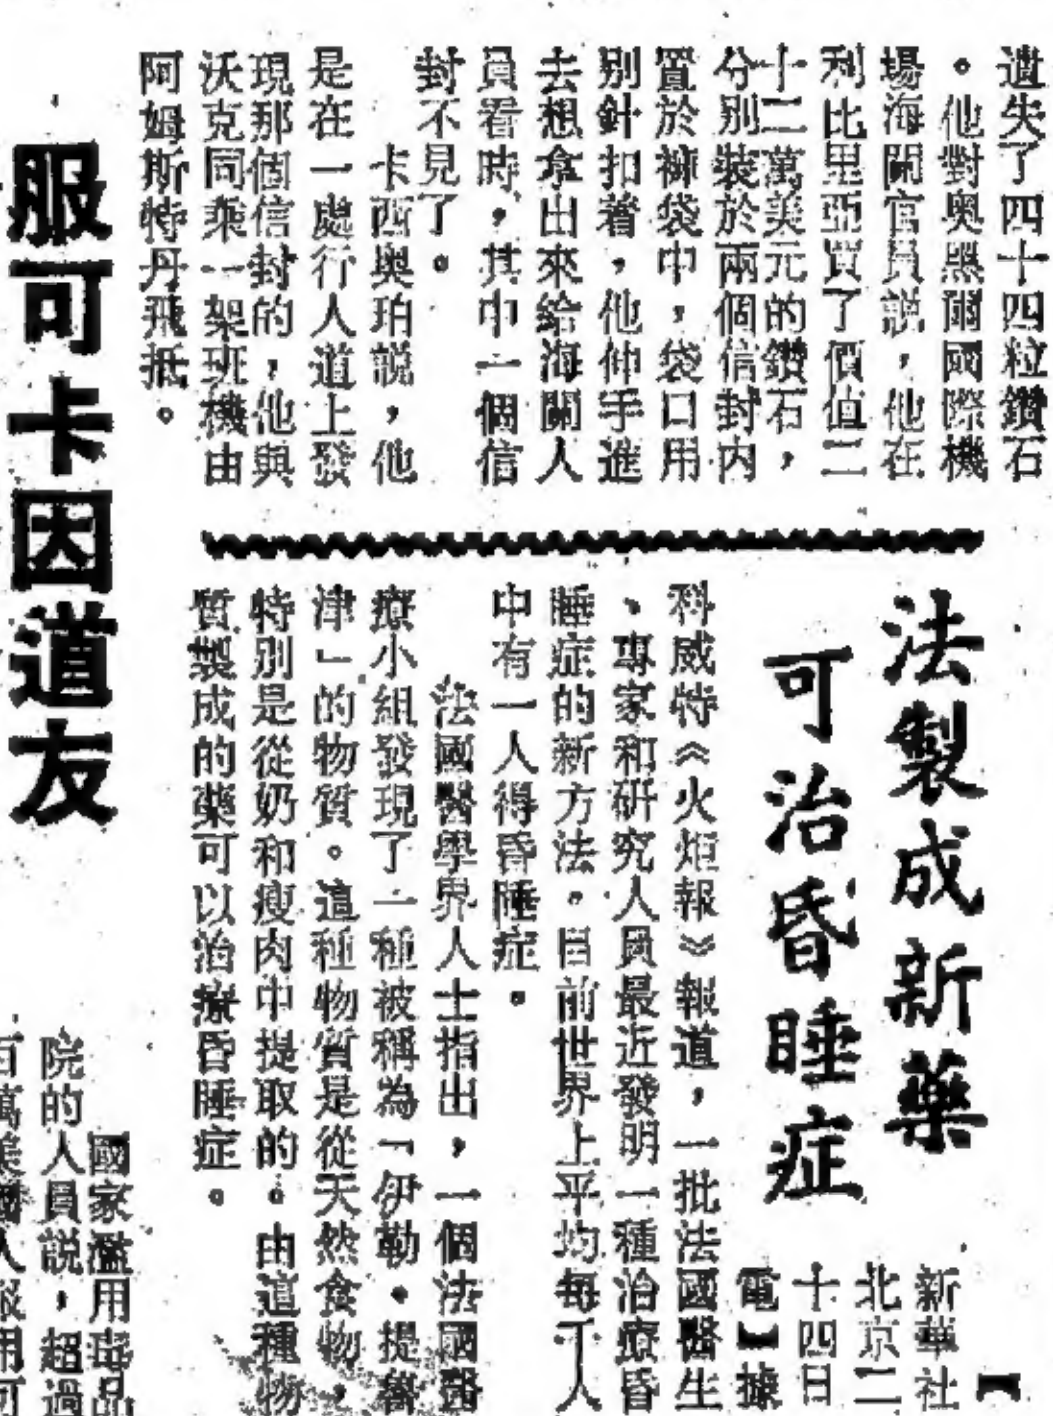 遺失了四十四粒鑽石
。他對奧黑爾國際機
場海關官員說，他在
利比里亞買了價值二
十二萬美元的鑽石，
分別裝於兩個信封內
置於褲袋中，袋口用
別針扣着，他伸手進
去想拿出來給海關人
員看時，其中一個信
封不見了。
卡西奧珀說，他
是在一處行人道上發
現那個信封的，他與
沃克同乘一架班機由
阿姆斯特丹飛抵。
法製成新藥
可治昏睡症
【
新華社
北京二
十四日
電】據
科威特《火炬報》報道，一批法國醫生
、專家和研究人員最近發明一種治療昏
睡症的新方法。目前世界上平均每千人
中有一人得昏睡症。
法國醫學界人士指出，一個法國醫
療小組發現了一種被稱為「伊勒·提魯
津」的物質。這種物質是從天然食物，
特別是從奶和瘦肉中提取的。由這種物
質製成的藥可以治療昏睡症。
服可卡因道友
國家濫用毒品
院的人員說，超過
百萬美國人服用可